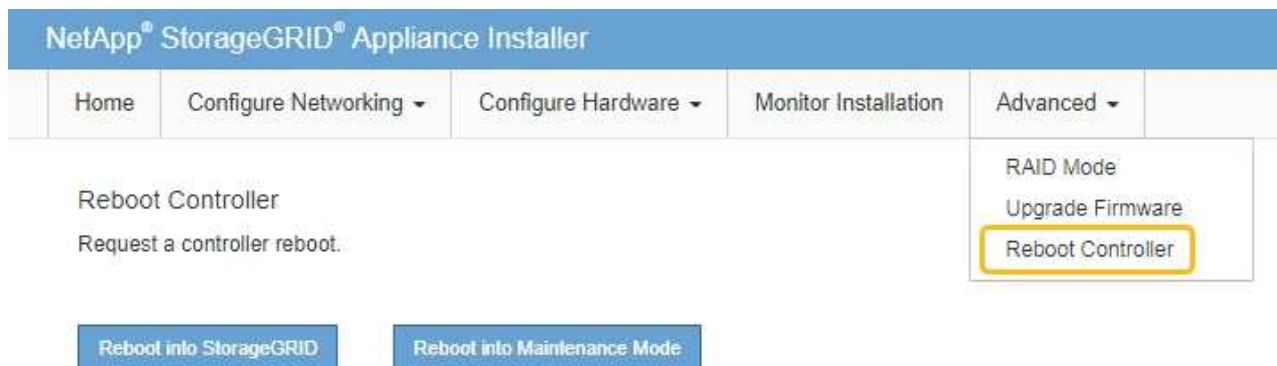 NetApp® StorageGRID® Appliance Installer
Home
Configure Networking
Configure Hardware
Monitor Installation
Advanced
RAID Mode
Upgrade Firmware
Reboot Controller
Reboot Controller
Request a controller reboot.
Reboot into StorageGRID
Reboot into Maintenance Mode